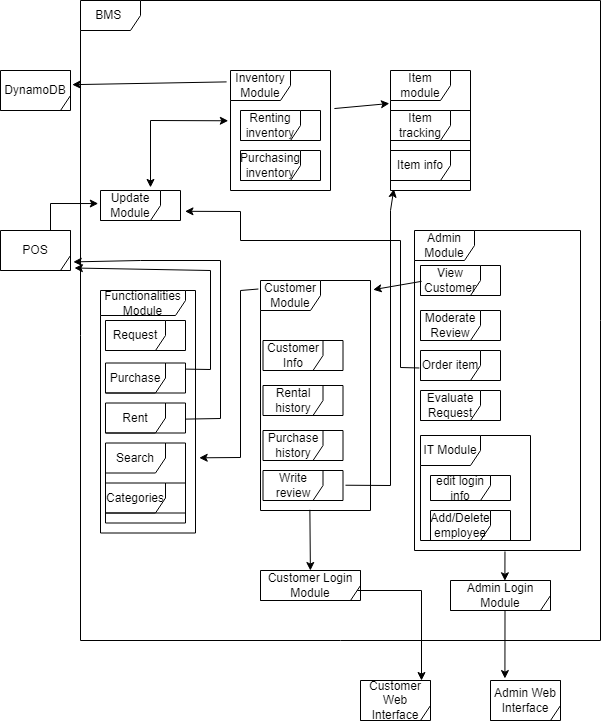 BMS
DynamoDB
Inventory
Module
Renting
inventory
Purchasing
inventory
Item
module
Item
tracking
Item info
Update
Module
POS
Admin
Module
View
Customer
Moderate
Review
Order item
Evaluate
Request
IT Module
edit login
info
Add/Delete
employee
Customer
Module
Customer
Info
Rental
history
Purchase
history
Write
review
Functionalities
Module
Request
Purchase
Rent
Search
Categories
Customer Login
Module
Admin Login
Module
Customer
Web
Interface
Admin Web
Interface